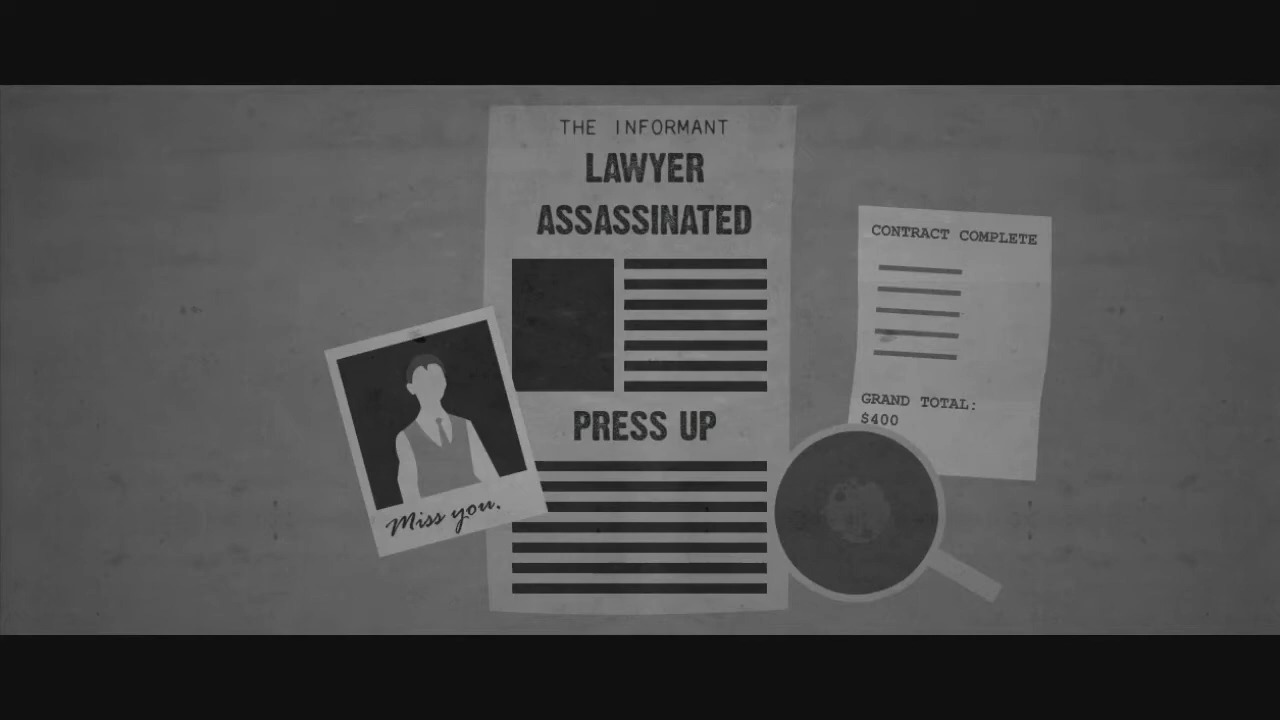 THE INFORMANT
LAWYER
ASSASSINATED
PRESS UP
Miss you.
CONTRACT COMPLETE
GRAND TOTAL:
$400